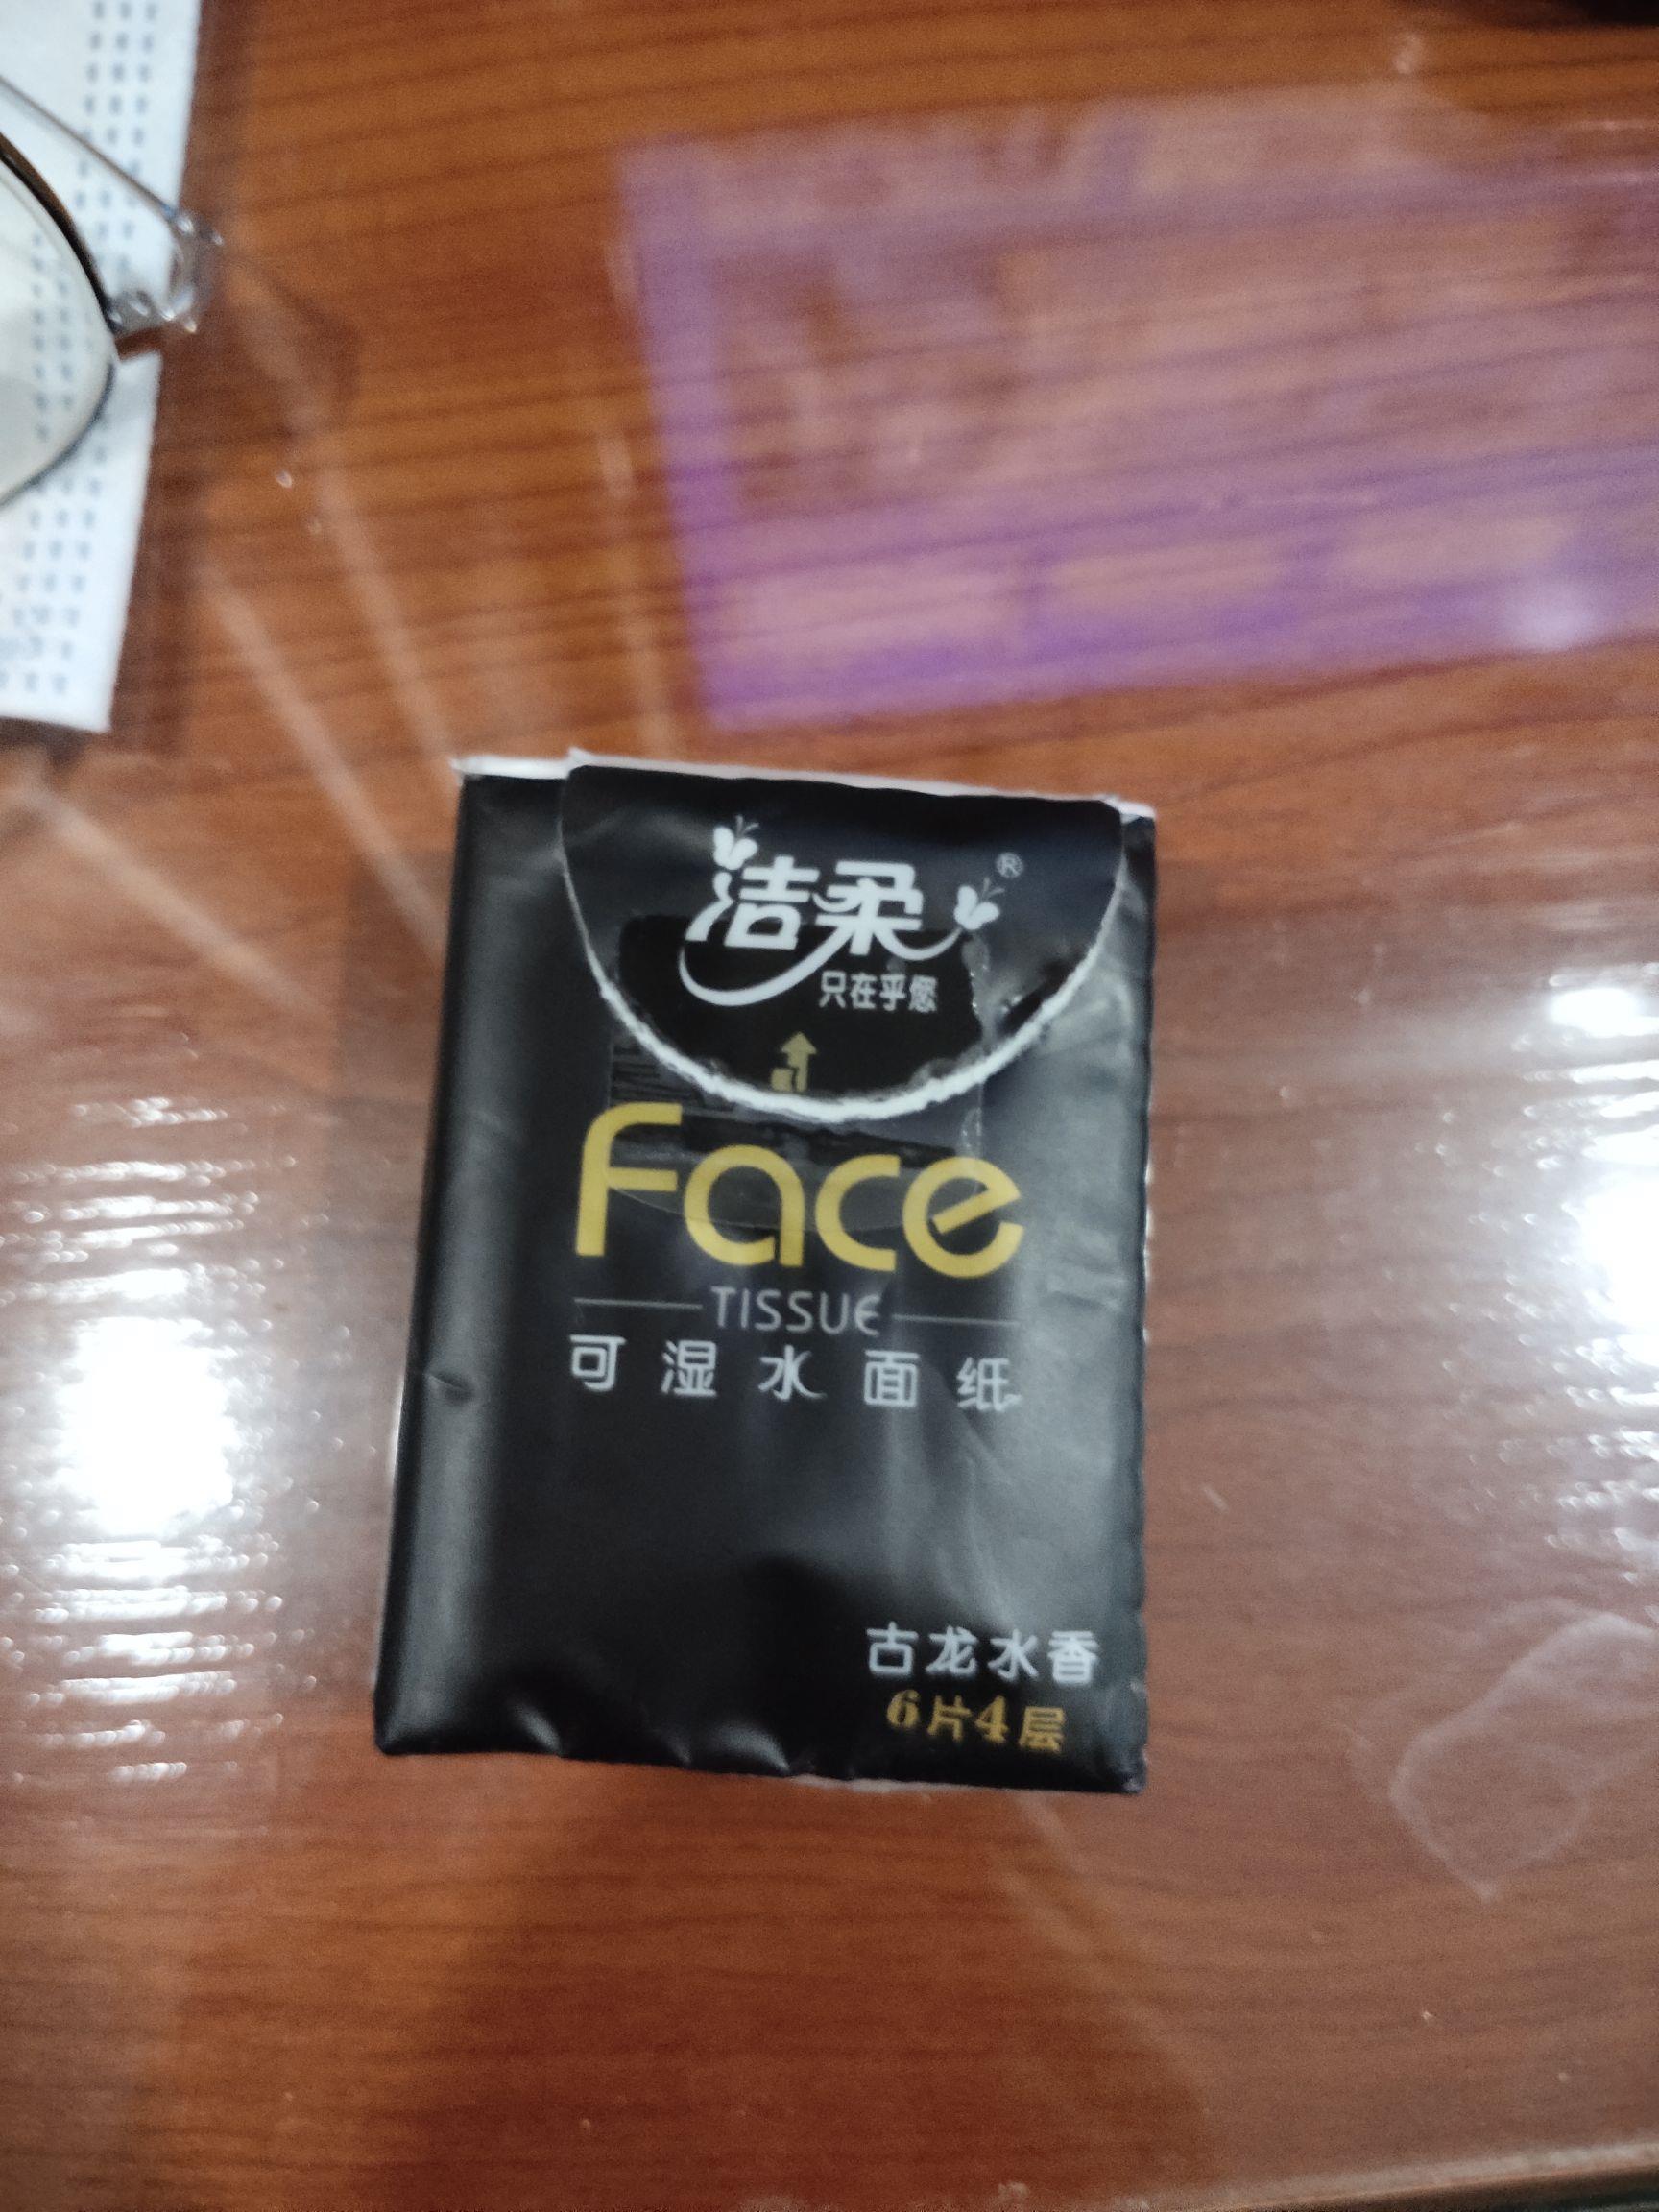 洁柔®
只在乎您
Face
TISSUE
可湿水面纸
古龙水香
6片4层